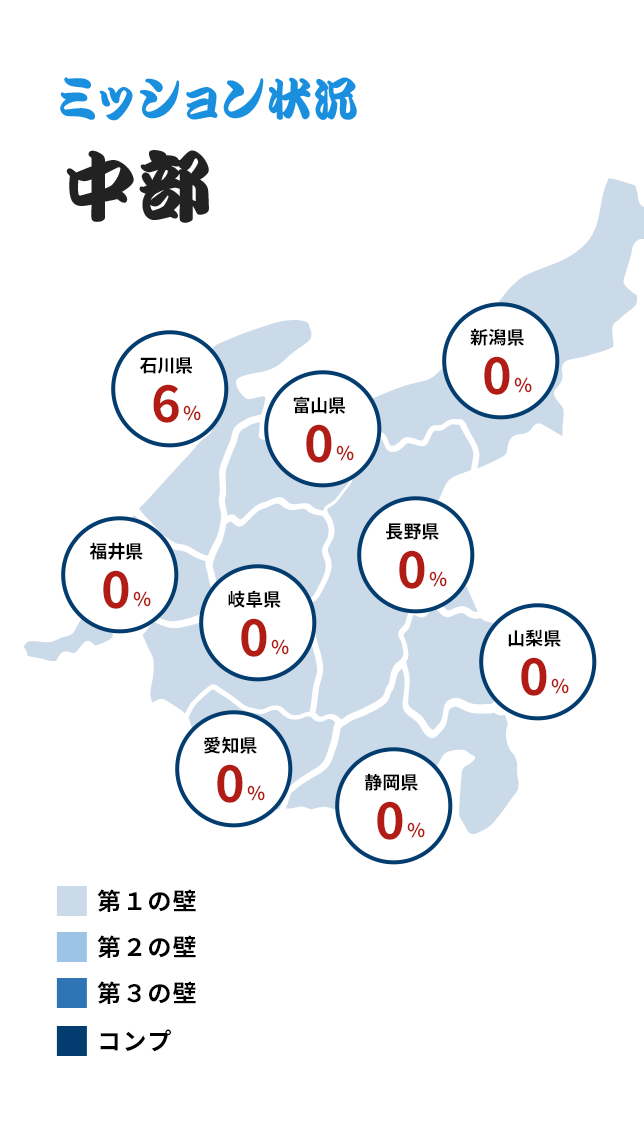 ミッション状況
中部
新潟県
0%
石川県
6%
富山県
0%
長野県
0%
福井県
0%
岐阜県
0%
山梨県
0%
愛知県
0%
静岡県
0%
第１の壁
第２の壁
第３の壁
コンプ